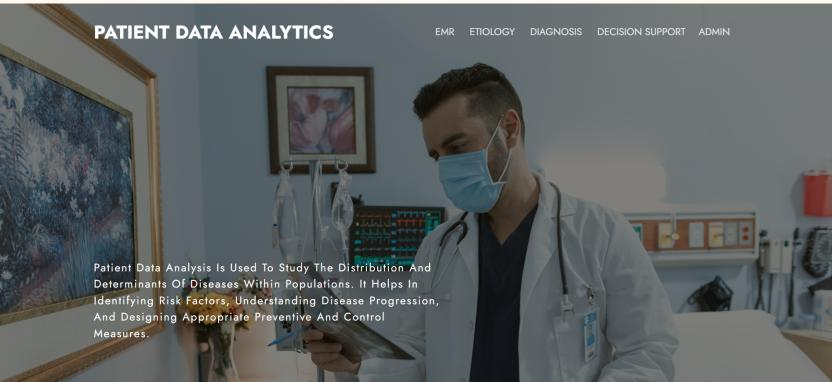 PATIENT DATA ANALYTICS
EMR ETIOLOGY DIAGNOSIS DECISION SUPPORT ADMIN
Patient Data Analysis Is Used To Study The Distribution And
Determinants Of Diseases Within Populations. It Helps In
Identifying Risk Factors, Understanding Disease Progression,
And Designing Appropriate Preventive And Control
Measures.